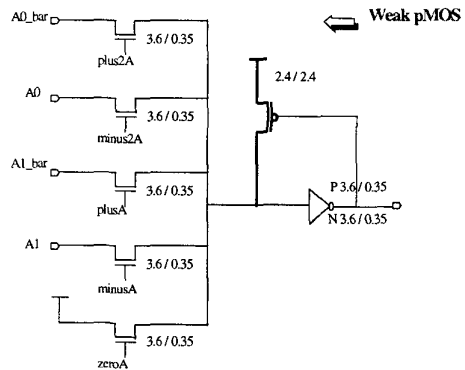 Weak pMOS
A0_bar
3.6 / 0.35
plus2A
2.4 / 2.4
A0
3.6 / 0.35
minus2A
A1_bar
3.6 / 0.35
plusA
P 3.6 / 0.35
N 3.6 / 0.35
A1
3.6 / 0.35
minusA
3.6 / 0.35
zeroA